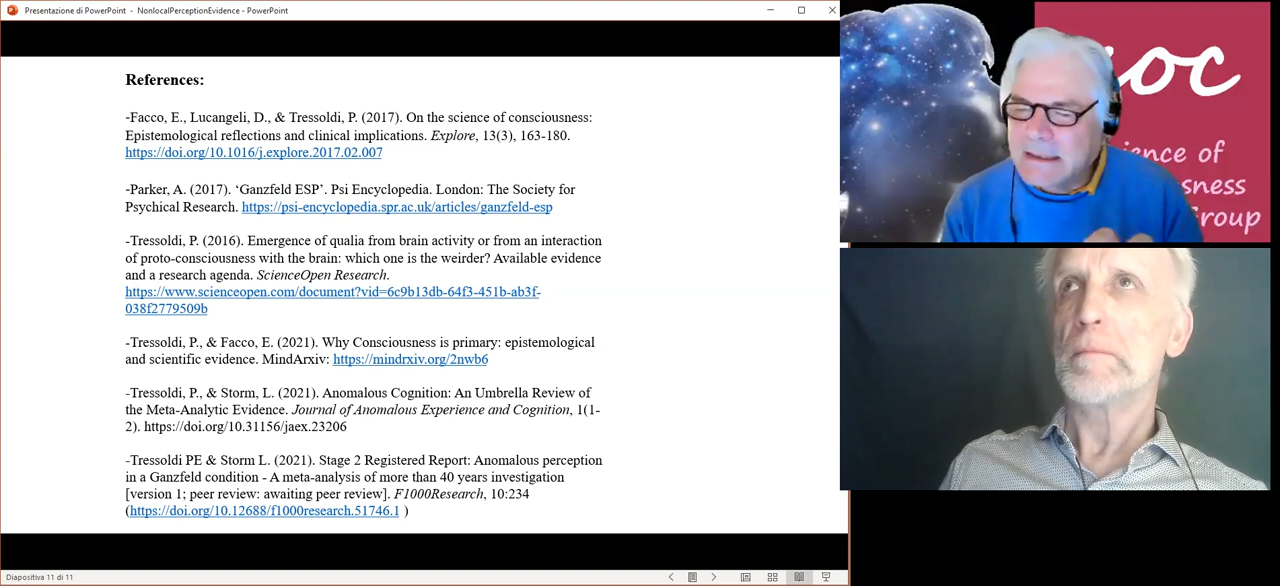 Presentazione di PowerPoint - NonlocalPerceptionEvidence - PowerPoint
References:
-Facco, E., Lucangeli, D., & Tressoldi, P. (2017). On the science of consciousness:
Epistemological reflections and clinical implications. Explore, 13(3), 163-180.
https://doi.org/10.1016/j.explore.2017.02.007
-Parker, A. (2017). ‘Ganzfeld ESP’. Psi Encyclopedia. London: The Society for
Psychical Research. https://psi-encyclopedia.spr.ac.uk/articles/ganzfeld-esp
-Tressoldi, P. (2016). Emergence of qualia from brain activity or from an interaction
of proto-consciousness with the brain: which one is the weirder? Available evidence
and a research agenda. ScienceOpen Research.
https://www.scienceopen.com/document?vid=6c9b13db-64f3-451b-ab3f-
038f2779509b
-Tressoldi, P., & Facco, E. (2021). Why Consciousness is primary: epistemological
and scientific evidence. MindArxiv: https://mindrxiv.org/2nwb6
-Tressoldi, P., & Storm, L. (2021). Anomalous Cognition: An Umbrella Review of
the Meta-Analytic Evidence. Journal of Anomalous Experience and Cognition, 1(1-
2). https://doi.org/10.31156/jaex.23206
-Tressoldi PE & Storm L. (2021). Stage 2 Registered Report: Anomalous perception
in a Ganzfeld condition - A meta-analysis of more than 40 years investigation
[version 1; peer review: awaiting peer review]. F1000Research, 10:234
(https://doi.org/10.12688/f1000research.51746.1 )
Diapositiva 11 di 11
oc
ience of
sness
Group